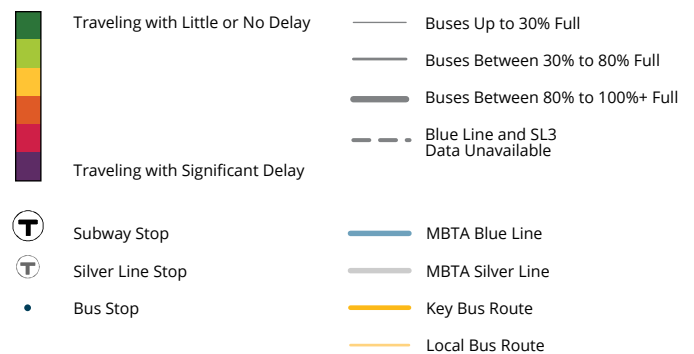 Traveling with Little or No Delay
Traveling with Significant Delay
Buses Up to 30% Full
Buses Between 30% to 80% Full
Buses Between 80% to 100%+ Full
Blue Line and SL3
Data Unavailable
T Subway Stop
T Silver Line Stop
Bus Stop
MBTA Blue Line
MBTA Silver Line
Key Bus Route
Local Bus Route